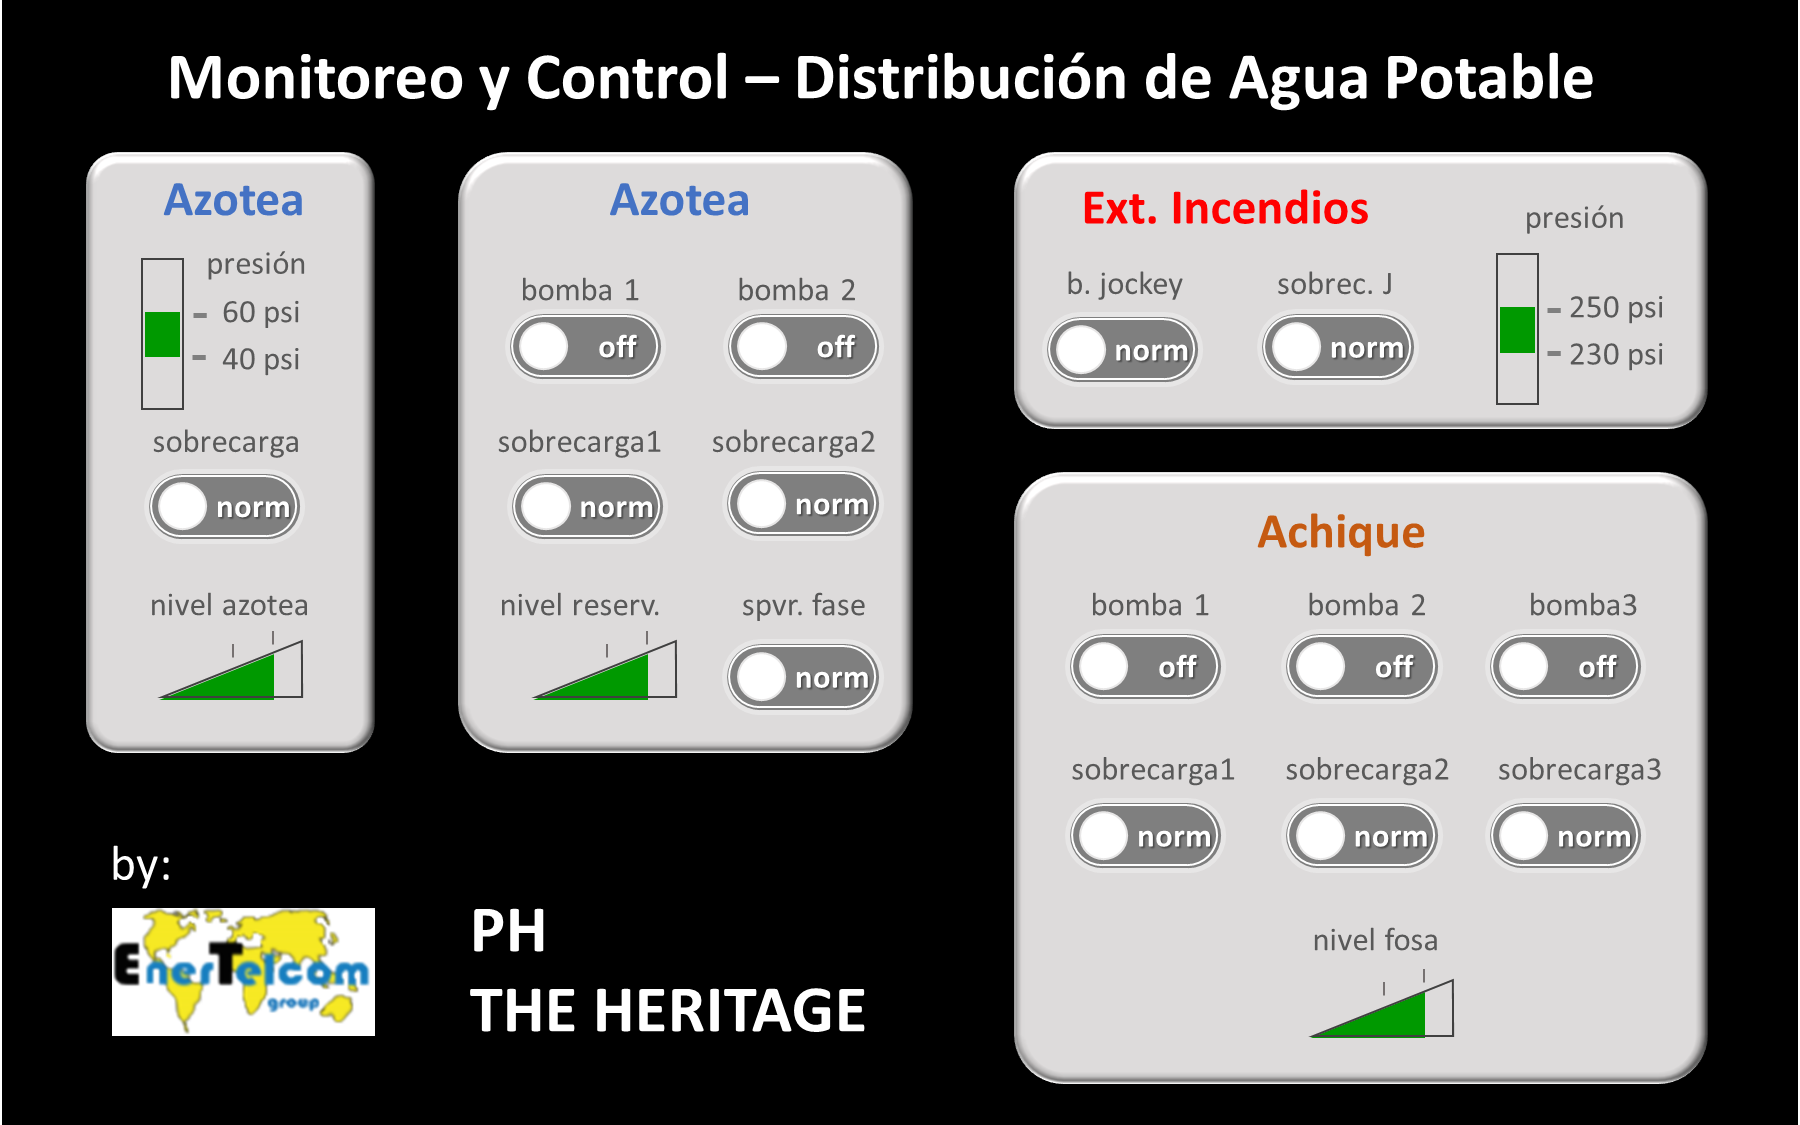 Monitoreo y Control – Distribución de Agua Potable
Azotea
presión
60 psi
40 psi
sobrecarga
norm
nivel azotea
Azotea
bomba 1
bomba 2
off
off
sobrecarga1
sobrecarga2
norm
norm
nivel reserv.
spvr. fase
norm
Ext. Incendios
presión
b. jockey
sobrec. J
norm
norm
250 psi
230 psi
Achique
bomba 1
bomba 2
bomba3
off
off
off
sobrecarga1
sobrecarga2
sobrecarga3
norm
norm
norm
nivel fosa
by:
EnerTelcom
group
PH
THE HERITAGE